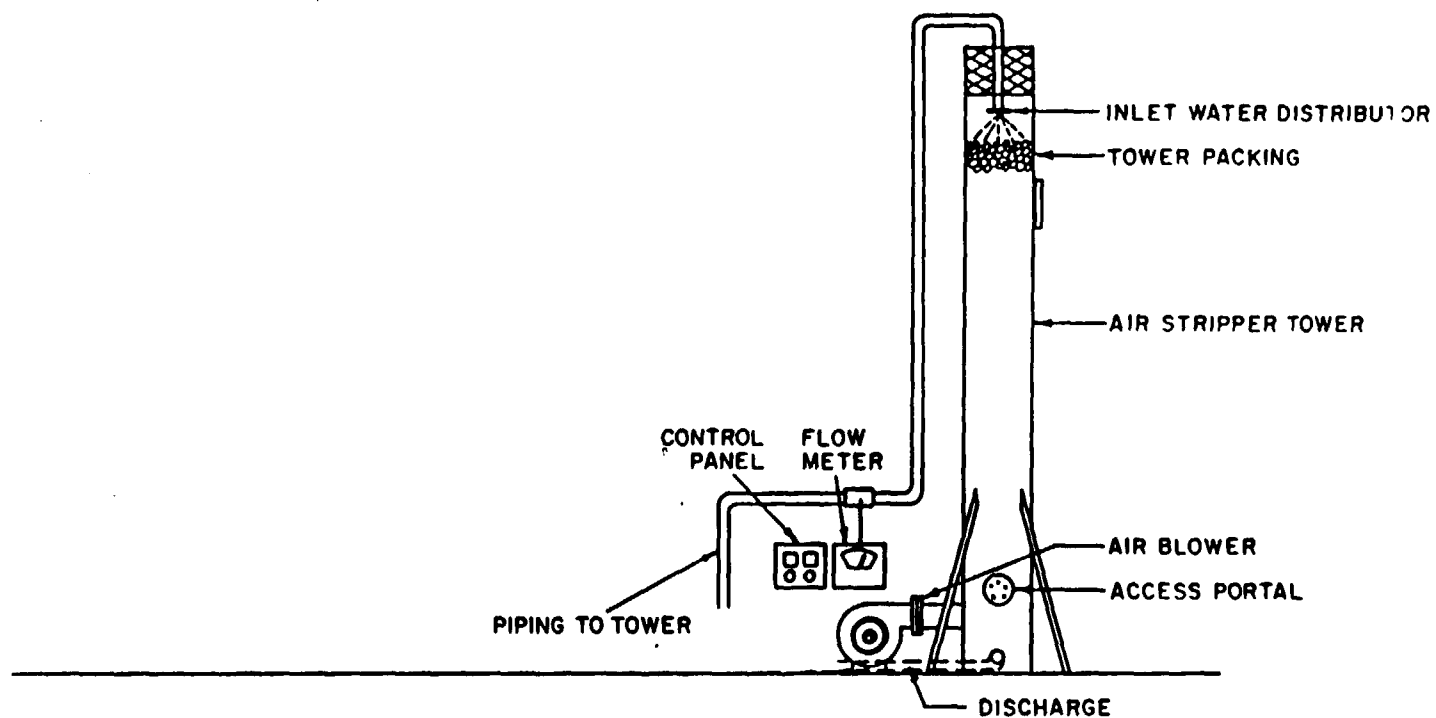 INLET WATER DISTRIBUTOR
TOWER PACKING
AIR STRIPPER TOWER
CONTROL
PANEL
FLOW
METER
AIR BLOWER
ACCESS PORTAL
PIPING TO TOWER
DISCHARGE